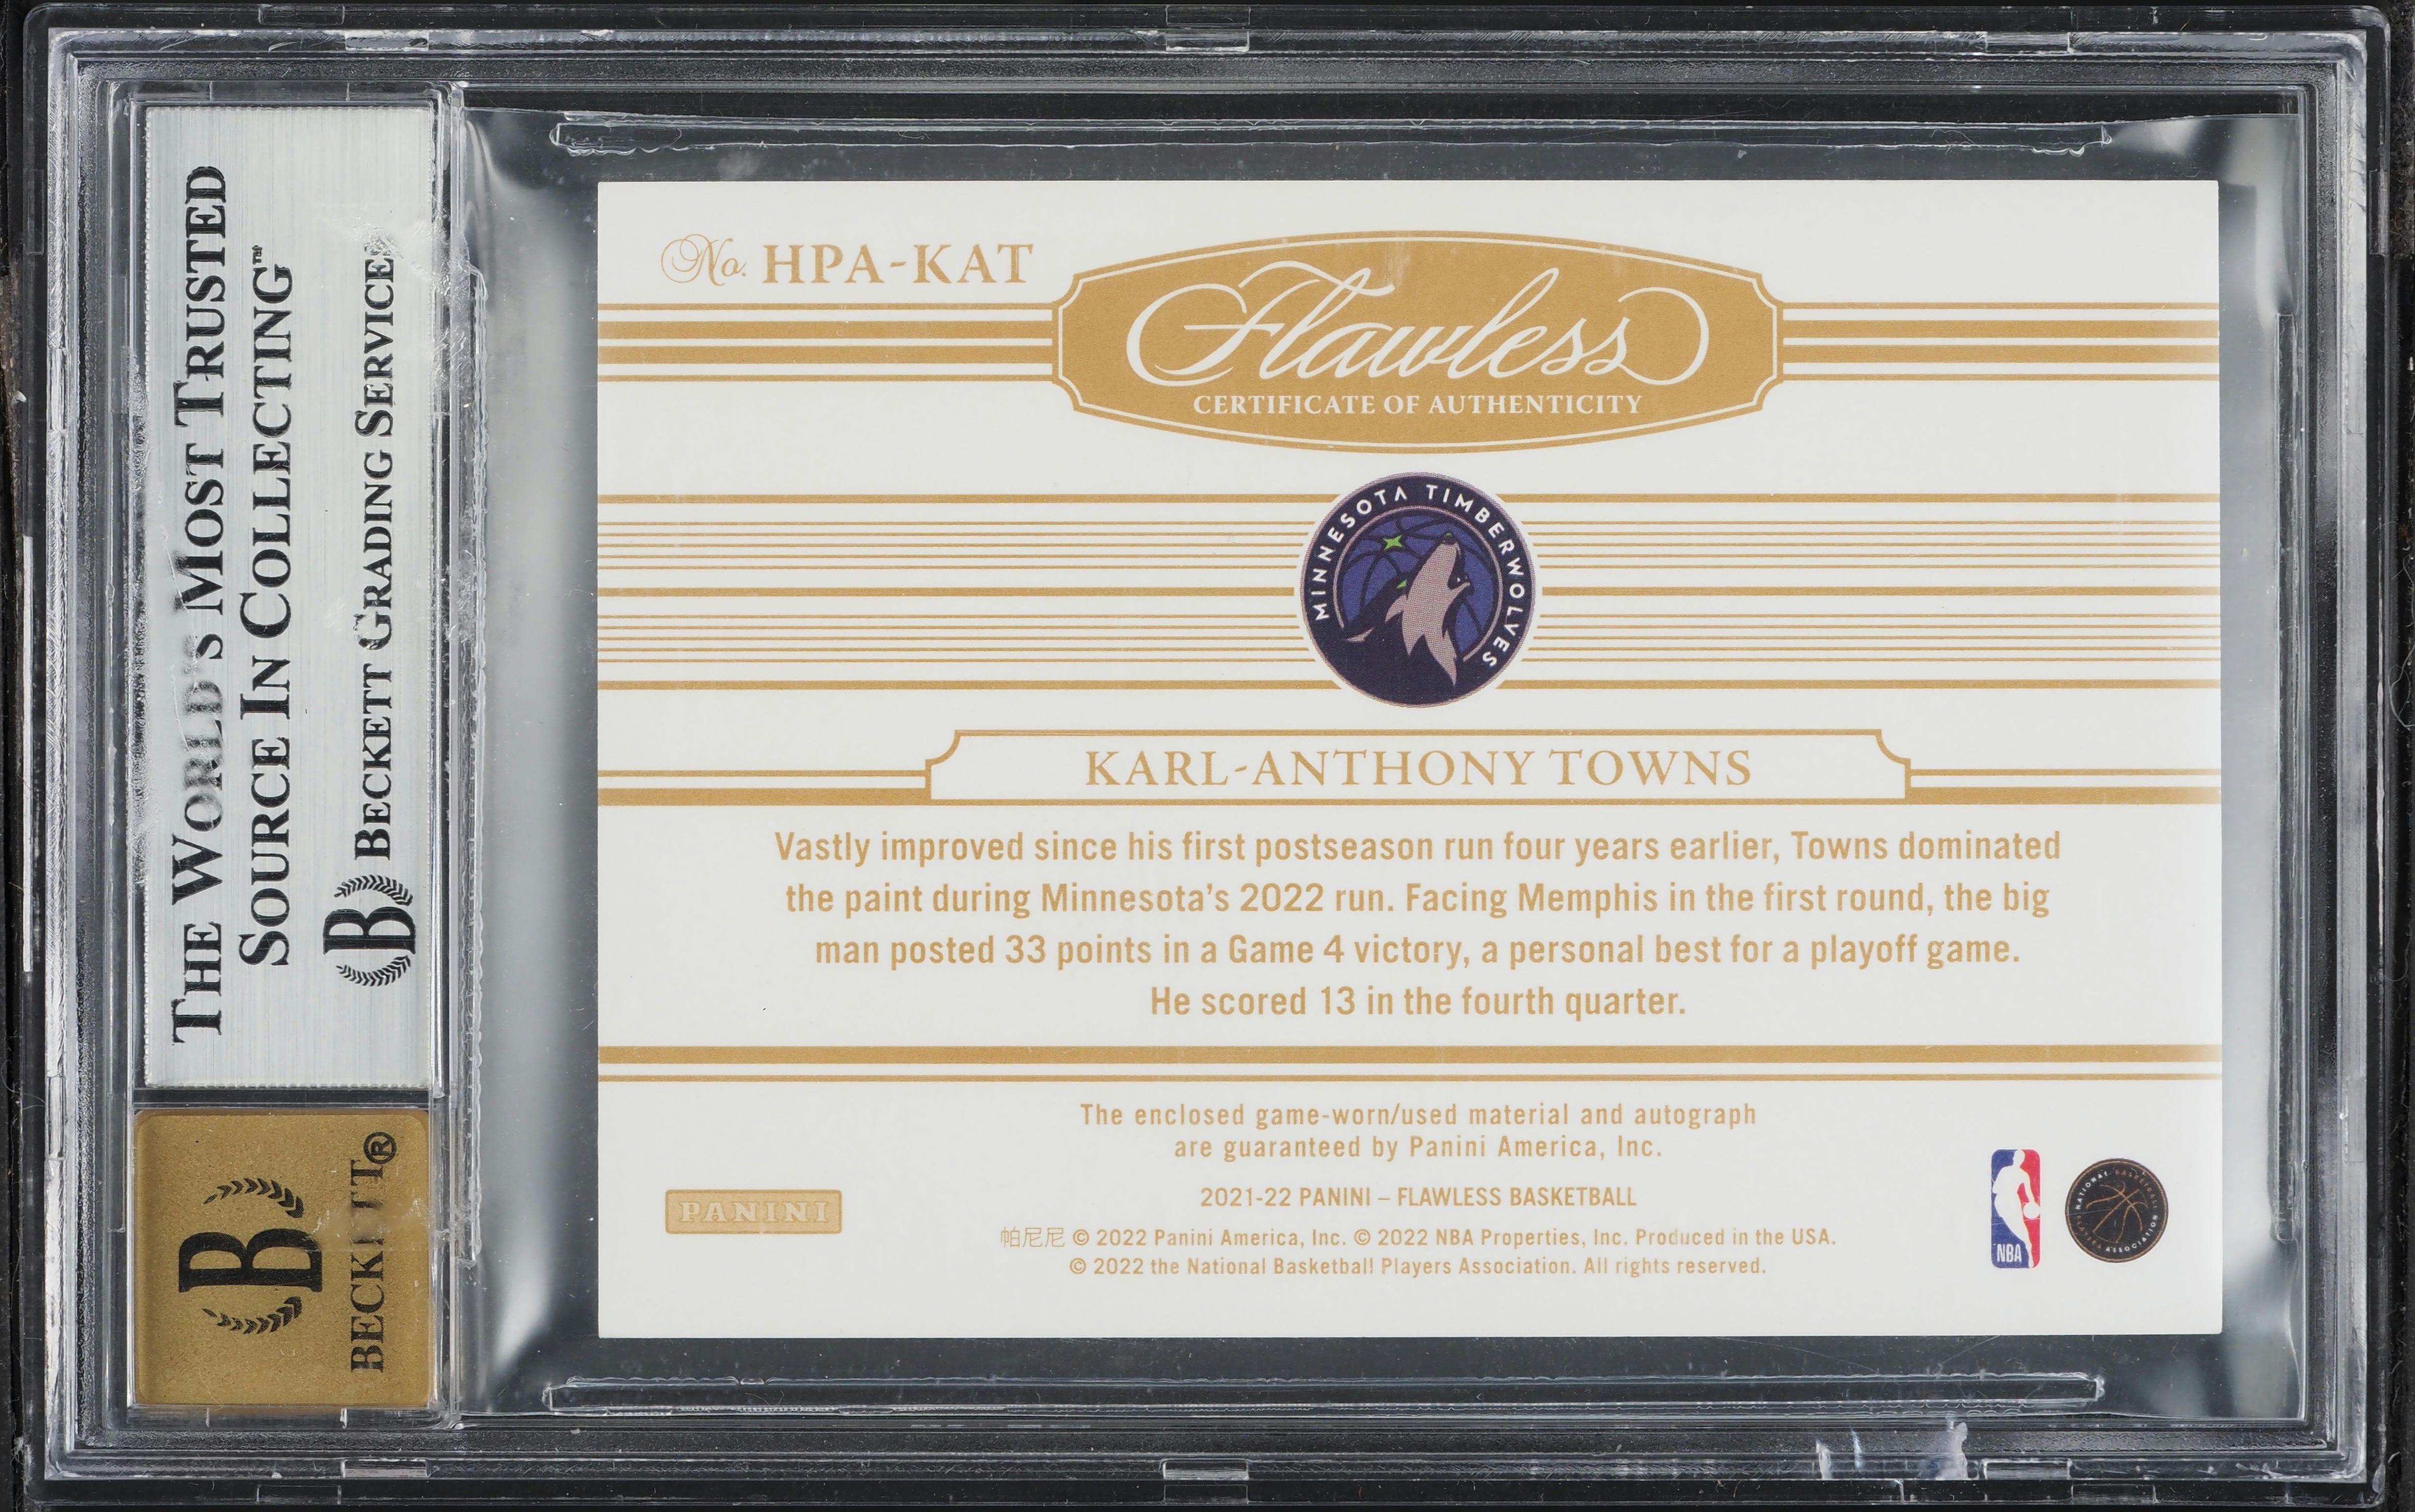 THE WORLD'S MOST TRUSTED
SOURCE IN COLLECTING™
B BECKETT GRADING SERVICES
B
BECKETT®
No. HPA-KAT
Flawless
CERTIFICATE OF AUTHENTICITY
MINNESOTA TIMBERWOLVES
KARL-ANTHONY TOWNS
Vastly improved since his first postseason run four years earlier, Towns dominated
the paint during Minnesota's 2022 run. Facing Memphis in the first round, the big
man posted 33 points in a Game 4 victory, a personal best for a playoff game.
He scored 13 in the fourth quarter.
The enclosed game-worn/used material and autograph
are guaranteed by Panini America, Inc.
PANINI
2021-22 PANINI – FLAWLESS BASKETBALL
帕尼尼 © 2022 Panini America, Inc. © 2022 NBA Properties, Inc. Produced in the USA.
© 2022 the National Basketball Players Association. All rights reserved.
NBA
NATIONAL BASKETBALL PLAYERS ASSOCIATION